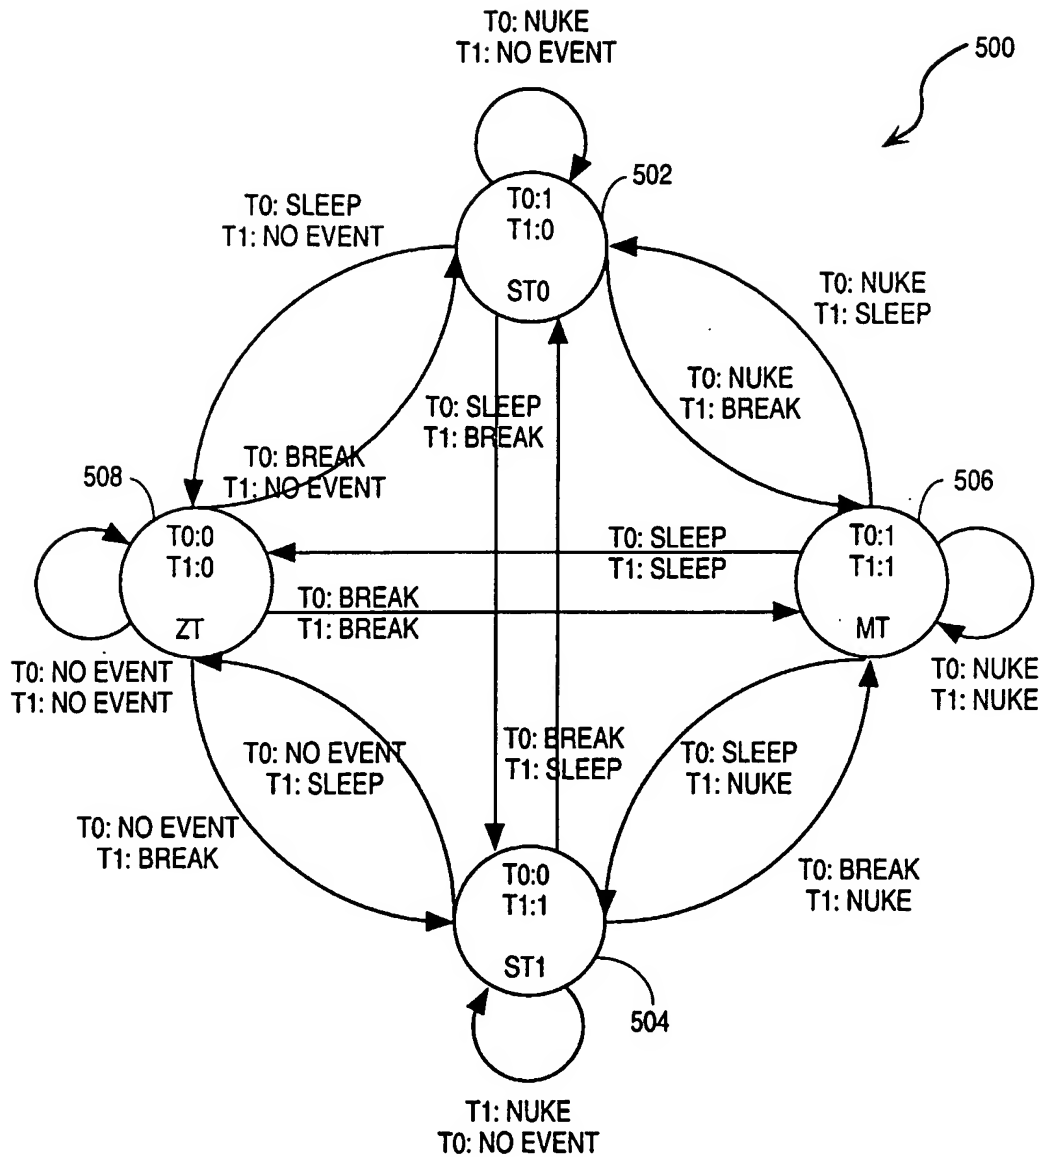 T0: NUKE
T1: NO EVENT
500
502
T0:1
T1:0
ST0
T0: SLEEP
T1: NO EVENT
T0: NUKE
T1: SLEEP
T0: NUKE
T1: BREAK
T0: SLEEP
T1: BREAK
T0: BREAK
T1: NO EVENT
508
506
T0:0
T1:0
ZT
T0: SLEEP
T1: SLEEP
T0:1
T1:1
MT
T0: BREAK
T1: BREAK
T0: NO EVENT
T1: NO EVENT
T0: NUKE
T1: NUKE
T0: NO EVENT
T1: SLEEP
T0: BREAK
T1: SLEEP
T0: SLEEP
T1: NUKE
T0: NO EVENT
T1: BREAK
T0: BREAK
T1: NUKE
T0:0
T1:1
ST1
504
T1: NUKE
T0: NO EVENT